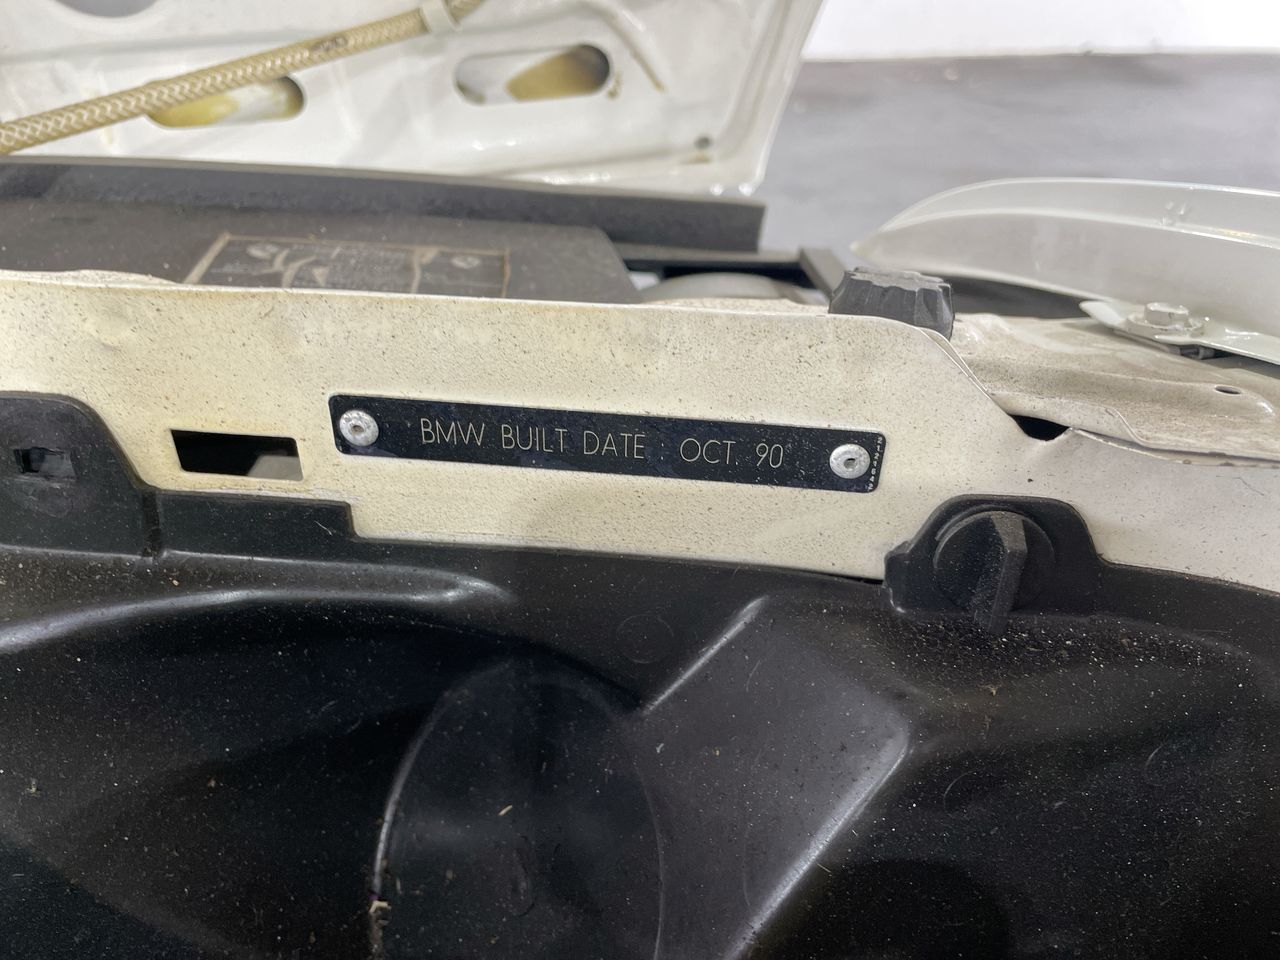 BMW BUILT DATE : OCT. 90